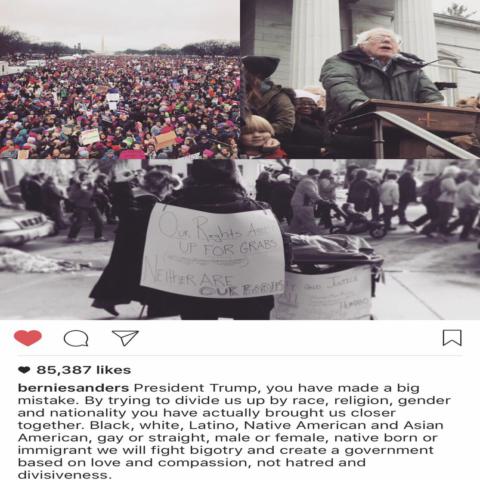 OUR RIGHTS ARE
UP FOR GRABS
NEITHER ARE
OUR
AND JUSTICE
85,387 likes
berniesanders President Trump, you have made a big
mistake. By trying to divide us up by race, religion, gender
and nationality you have actually brought us closer
together. Black, white, Latino, Native American and Asian
American, gay or straight, male or female, native born or
immigrant we will fight bigotry and create a government
based on love and compassion, not hatred and
divisiveness.